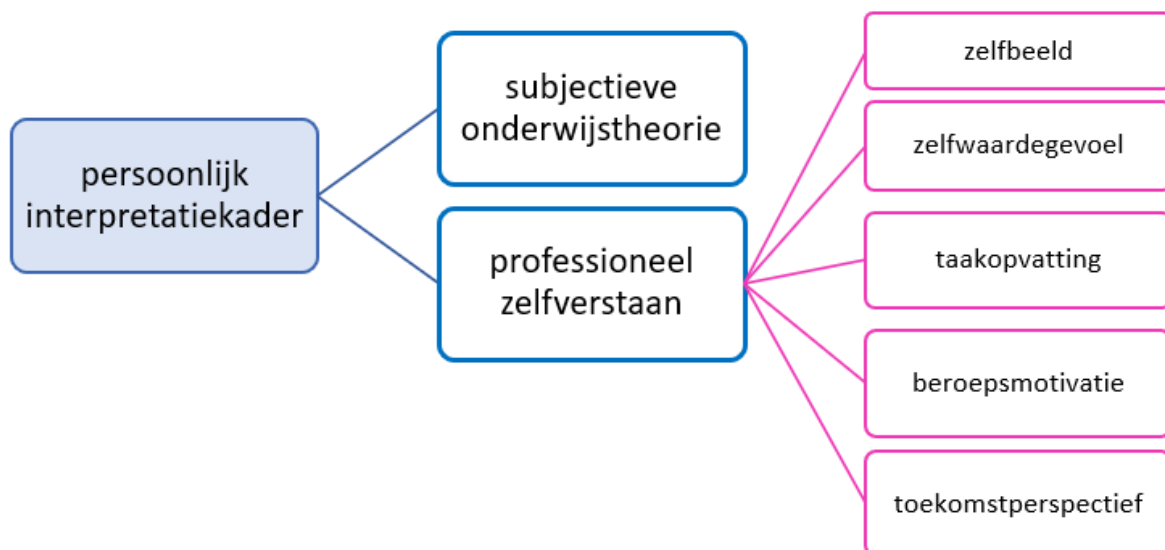 persoonlijk
interpretatiekader
subjectieve
onderwijstheorie
professioneel
zelfverstaan
zelfbeeld
zelfwaardegevoel
taakopvatting
beroepsmotivatie
toekomstperspectief